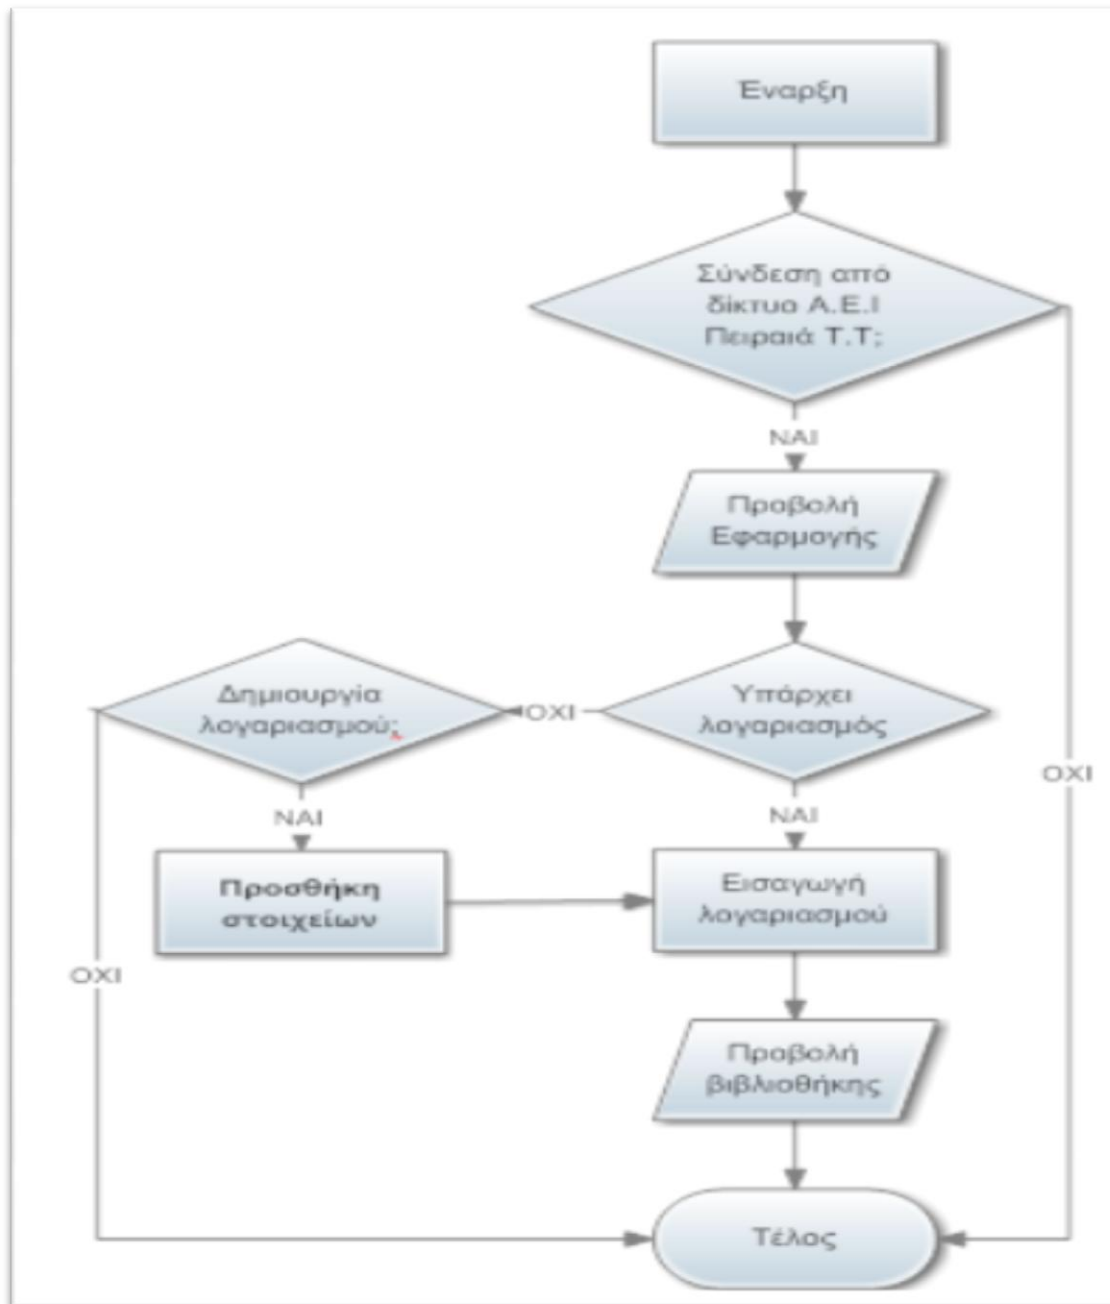 Έναρξη
Σύνδεση από
δίκτυο Α.Ε.Ι
Πειραιά Τ.Τ;
ΝΑΙ
Προβολή
Εφαρμογής
Υπάρχει
λογαριασμός
ΟΧΙ
Δημιουργία
λογαριασμού;
ΟΧΙ
ΝΑΙ
ΝΑΙ
Προσθήκη
στοιχείων
Εισαγωγή
λογαριασμού
ΟΧΙ
Προβολή
βιβλιοθήκης
Τέλος